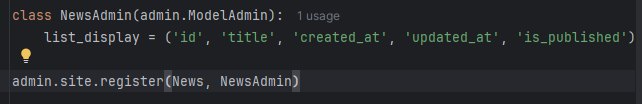 class NewsAdmin(admin.ModelAdmin): 1 usage
    list_display = ('id', 'title', 'created_at', 'updated_at', 'is_published')
admin.site.register(News, NewsAdmin)